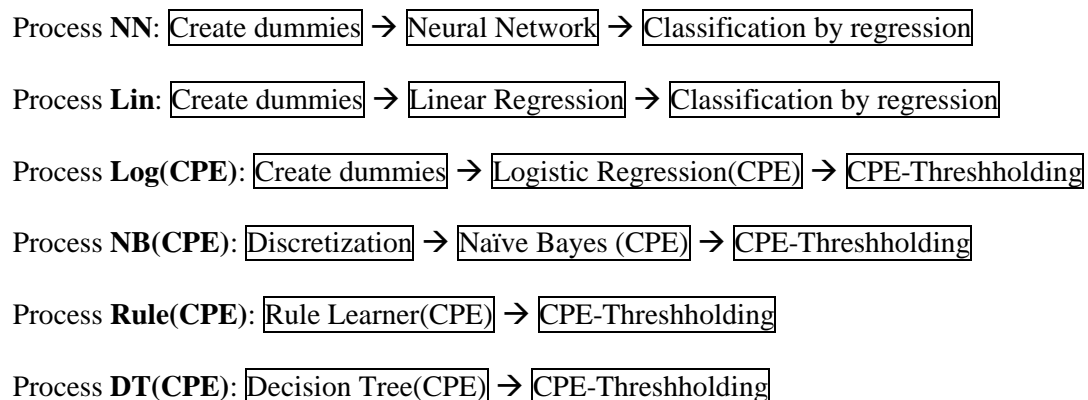 Process NN: Create dummies → Neural Network → Classification by regression
Process Lin: Create dummies → Linear Regression → Classification by regression
Process Log(CPE): Create dummies → Logistic Regression(CPE) → CPE-Threshholding
Process NB(CPE): Discretization → Naïve Bayes (CPE) → CPE-Threshholding
Process Rule(CPE): Rule Learner(CPE) → CPE-Threshholding
Process DT(CPE): Decision Tree(CPE) → CPE-Threshholding